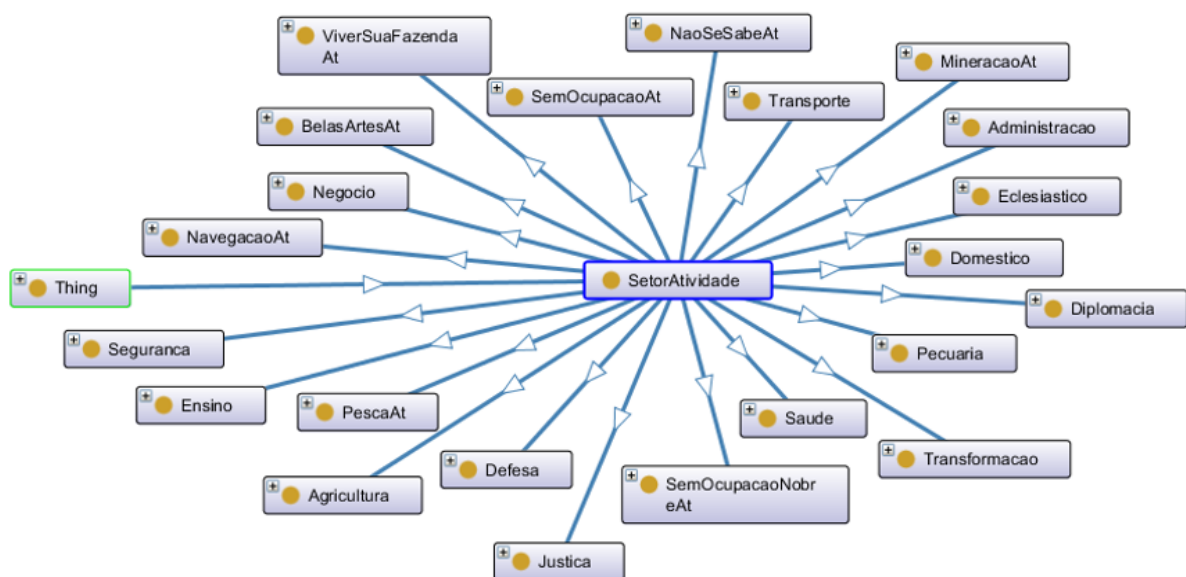 ViverSuaFazenda
At
NaoSeSabeAt
MineracaoAt
SemOcupacaoAt
Transporte
BelasArtesAt
Administracao
Negocio
Eclesiastico
NavegacaoAt
Domestico
Thing
SetorAtividade
Diplomacia
Seguranca
Pecuaria
Ensino
PescaAt
Saude
Transformacao
Defesa
SemOcupacaoNobr
eAt
Agricultura
Justica